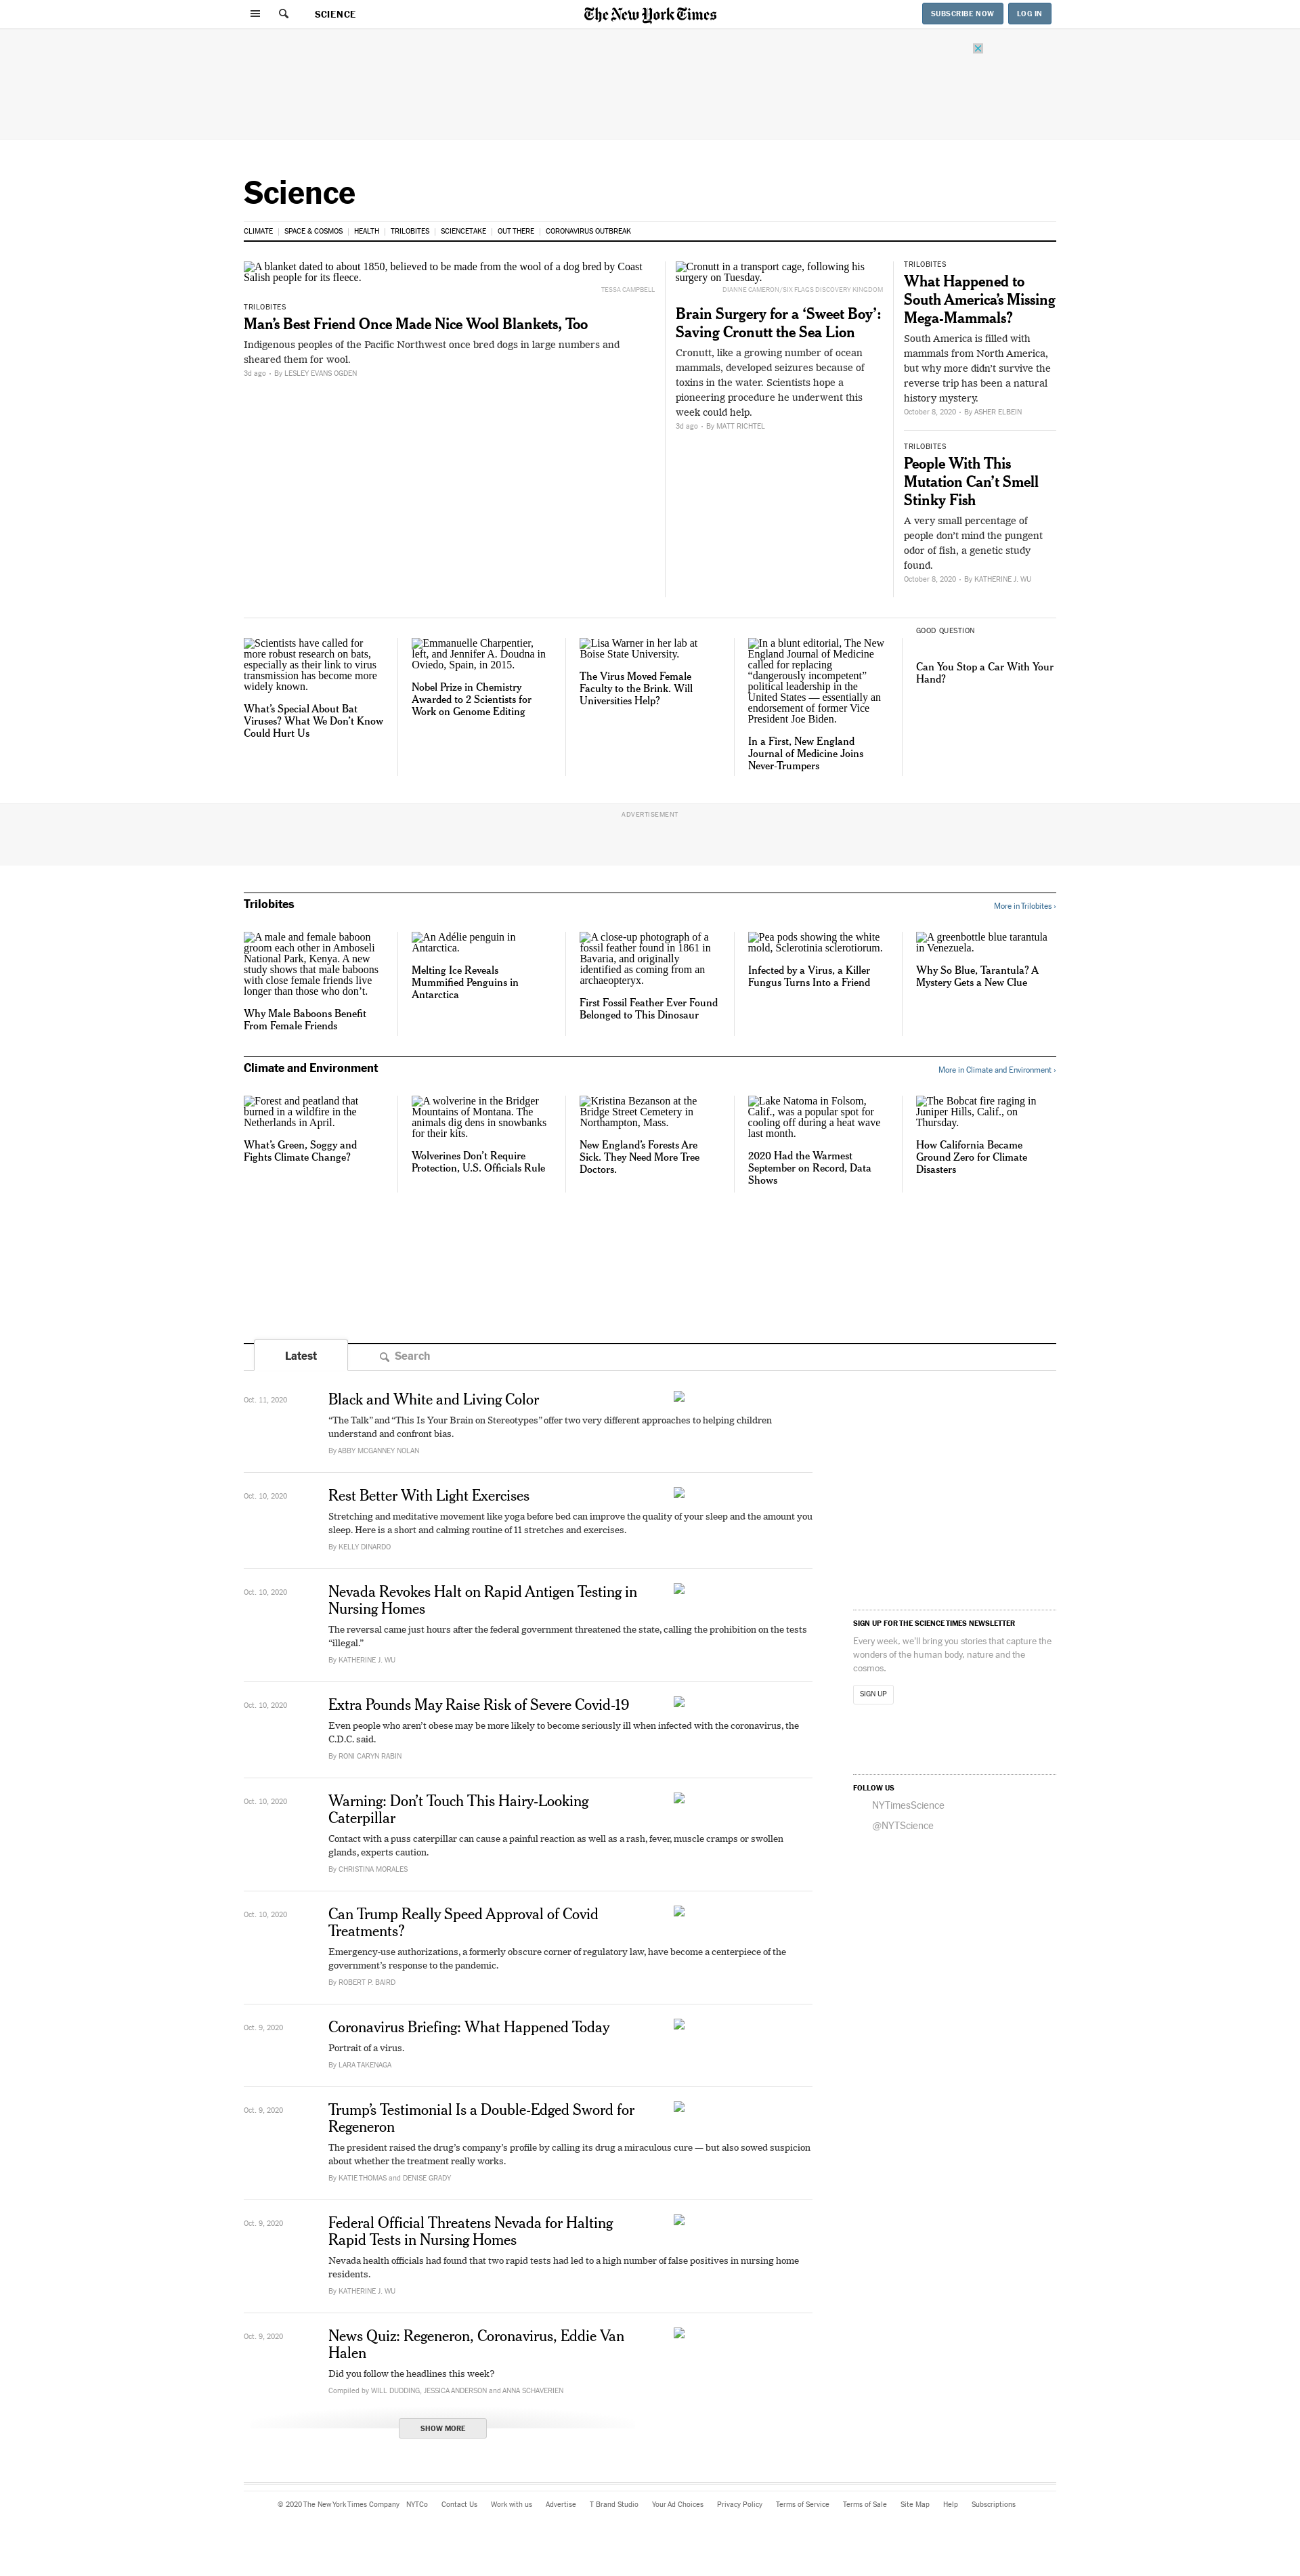 SCIENCE
The New York Times
SUBSCRIBE NOW
LOG IN
Science
CLIMATE
SPACE & COSMOS
HEALTH
TRILOBITES
SCIENCETAKE
OUT THERE
CORONAVIRUS OUTBREAK
A blanket dated to about 1850, believed to be made from the wool of a dog bred by Coast
Salish people for its fleece.
TESSA CAMPBELL
TRILOBITES
Man’s Best Friend Once Made Nice Wool Blankets, Too
Indigenous peoples of the Pacific Northwest once bred dogs in large numbers and
sheared them for wool.
3d ago • By LESLEY EVANS OGDEN
Cronutt in a transport cage, following his
surgery on Tuesday.
DIANNE CAMERON/SIX FLAGS DISCOVERY KINGDOM
Brain Surgery for a ‘Sweet Boy’:
Saving Cronutt the Sea Lion
Cronutt, like a growing number of ocean
mammals, developed seizures because of
toxins in the water. Scientists hope a
pioneering procedure he underwent this
week could help.
3d ago • By MATT RICHTEL
TRILOBITES
What Happened to
South America’s Missing
Mega-Mammals?
South America is filled with
mammals from North America,
but why more didn’t survive the
reverse trip has been a natural
history mystery.
October 8, 2020 • By ASHER ELBEIN
TRILOBITES
People With This
Mutation Can’t Smell
Stinky Fish
A very small percentage of
people don’t mind the pungent
odor of fish, a genetic study
found.
October 8, 2020 • By KATHERINE J. WU
Scientists have called for
more robust research on bats,
especially as their link to virus
transmission has become more
widely known.
What’s Special About Bat
Viruses? What We Don’t Know
Could Hurt Us
Emmanuelle Charpentier,
left, and Jennifer A. Doudna in
Oviedo, Spain, in 2015.
Nobel Prize in Chemistry
Awarded to 2 Scientists for
Work on Genome Editing
Lisa Warner in her lab at
Boise State University.
The Virus Moved Female
Faculty to the Brink. Will
Universities Help?
In a blunt editorial, The New
England Journal of Medicine
called for replacing
“dangerously incompetent”
political leadership in the
United States — essentially an
endorsement of former Vice
President Joe Biden.
In a First, New England
Journal of Medicine Joins
Never-Trumpers
GOOD QUESTION
Can You Stop a Car With Your
Hand?
ADVERTISEMENT
Trilobites
More in Trilobites ›
A male and female baboon
groom each other in Amboseli
National Park, Kenya. A new
study shows that male baboons
with close female friends live
longer than those who don’t.
Why Male Baboons Benefit
From Female Friends
An Adélie penguin in
Antarctica.
Melting Ice Reveals
Mummified Penguins in
Antarctica
A close-up photograph of a
fossil feather found in 1861 in
Bavaria, and originally
identified as coming from an
archaeopteryx.
First Fossil Feather Ever Found
Belonged to This Dinosaur
Pea pods showing the white
mold, Sclerotinia sclerotiorum.
Infected by a Virus, a Killer
Fungus Turns Into a Friend
A greenbottle blue tarantula
in Venezuela.
Why So Blue, Tarantula? A
Mystery Gets a New Clue
Climate and Environment
More in Climate and Environment ›
Forest and peatland that
burned in a wildfire in the
Netherlands in April.
What’s Green, Soggy and
Fights Climate Change?
A wolverine in the Bridger
Mountains of Montana. The
animals dig dens in snowbanks
for their kits.
Wolverines Don’t Require
Protection, U.S. Officials Rule
Kristina Bezanson at the
Bridge Street Cemetery in
Northampton, Mass.
New England’s Forests Are
Sick. They Need More Tree
Doctors.
Lake Natoma in Folsom,
Calif., was a popular spot for
cooling off during a heat wave
last month.
2020 Had the Warmest
September on Record, Data
Shows
The Bobcat fire raging in
Juniper Hills, Calif., on
Thursday.
How California Became
Ground Zero for Climate
Disasters
Latest
Search
Oct. 11, 2020
Black and White and Living Color
“The Talk” and “This Is Your Brain on Stereotypes” offer two very different approaches to helping children
understand and confront bias.
By ABBY MCGANNEY NOLAN
Oct. 10, 2020
Rest Better With Light Exercises
Stretching and meditative movement like yoga before bed can improve the quality of your sleep and the amount you
sleep. Here is a short and calming routine of 11 stretches and exercises.
By KELLY DINARDO
Oct. 10, 2020
Nevada Revokes Halt on Rapid Antigen Testing in
Nursing Homes
The reversal came just hours after the federal government threatened the state, calling the prohibition on the tests
“illegal.”
By KATHERINE J. WU
Oct. 10, 2020
Extra Pounds May Raise Risk of Severe Covid-19
Even people who aren’t obese may be more likely to become seriously ill when infected with the coronavirus, the
C.D.C. said.
By RONI CARYN RABIN
Oct. 10, 2020
Warning: Don’t Touch This Hairy-Looking
Caterpillar
Contact with a puss caterpillar can cause a painful reaction as well as a rash, fever, muscle cramps or swollen
glands, experts caution.
By CHRISTINA MORALES
Oct. 10, 2020
Can Trump Really Speed Approval of Covid
Treatments?
Emergency-use authorizations, a formerly obscure corner of regulatory law, have become a centerpiece of the
government’s response to the pandemic.
By ROBERT P. BAIRD
Oct. 9, 2020
Coronavirus Briefing: What Happened Today
Portrait of a virus.
By LARA TAKENAGA
Oct. 9, 2020
Trump’s Testimonial Is a Double-Edged Sword for
Regeneron
The president raised the drug’s company’s profile by calling its drug a miraculous cure — but also sowed suspicion
about whether the treatment really works.
By KATIE THOMAS and DENISE GRADY
Oct. 9, 2020
Federal Official Threatens Nevada for Halting
Rapid Tests in Nursing Homes
Nevada health officials had found that two rapid tests had led to a high number of false positives in nursing home
residents.
By KATHERINE J. WU
Oct. 9, 2020
News Quiz: Regeneron, Coronavirus, Eddie Van
Halen
Did you follow the headlines this week?
Compiled by WILL DUDDING, JESSICA ANDERSON and ANNA SCHAVERIEN
SHOW MORE
SIGN UP FOR THE SCIENCE TIMES NEWSLETTER
Every week, we’ll bring you stories that capture the
wonders of the human body, nature and the
cosmos.
SIGN UP
FOLLOW US
NYTimesScience
@NYTScience
© 2020 The New York Times Company
NYTCo
Contact Us
Work with us
Advertise
T Brand Studio
Your Ad Choices
Privacy Policy
Terms of Service
Terms of Sale
Site Map
Help
Subscriptions